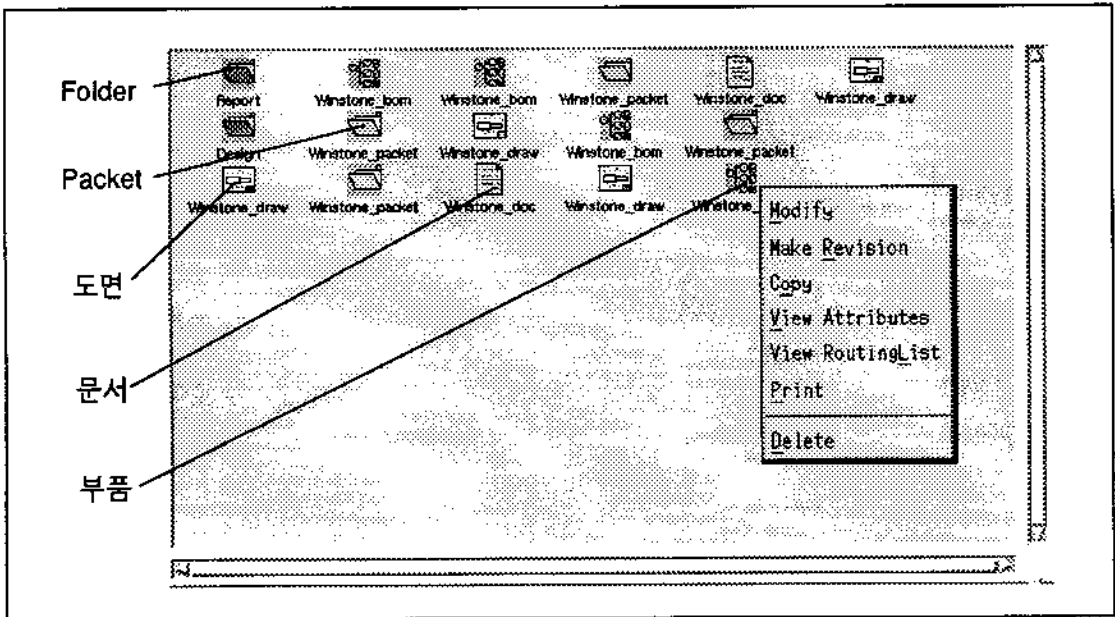 Folder
Report Winstone_bom Winstone_bom Winstone_packet Winstone_doc Winstone_draw
Design Winstone_packet Winstone_draw Winstone_bom Winstone_packet
Packet
Winstone_draw Winstone_packet Winstone_doc Winstone_draw Winstone_
Modify
Make Revision
도면
Copy
View Attributes
View RoutingList
문서
Print
Delete
부품